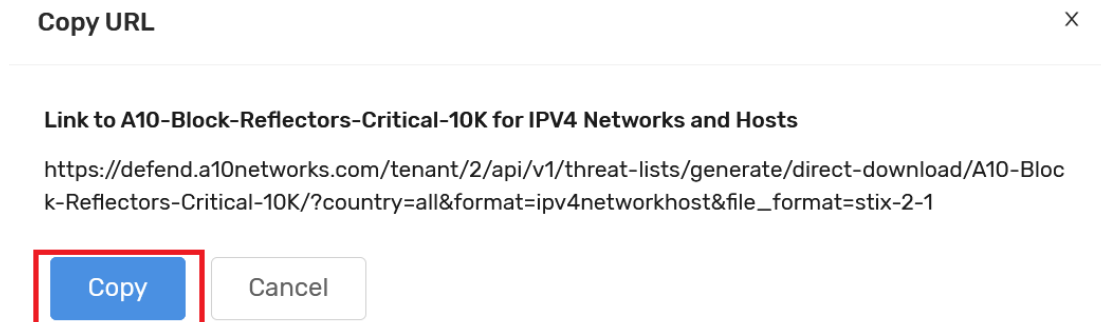 Copy URL
X
Link to A10-Block-Reflectors-Critical-10K for IPV4 Networks and Hosts
https://defend.a10networks.com/tenant/2/api/v1/threat-lists/generate/direct-download/A10-Bloc
k-Reflectors-Critical-10K/?country=all&format=ipv4networkhost&file_format=stix-2-1
Copy
Cancel